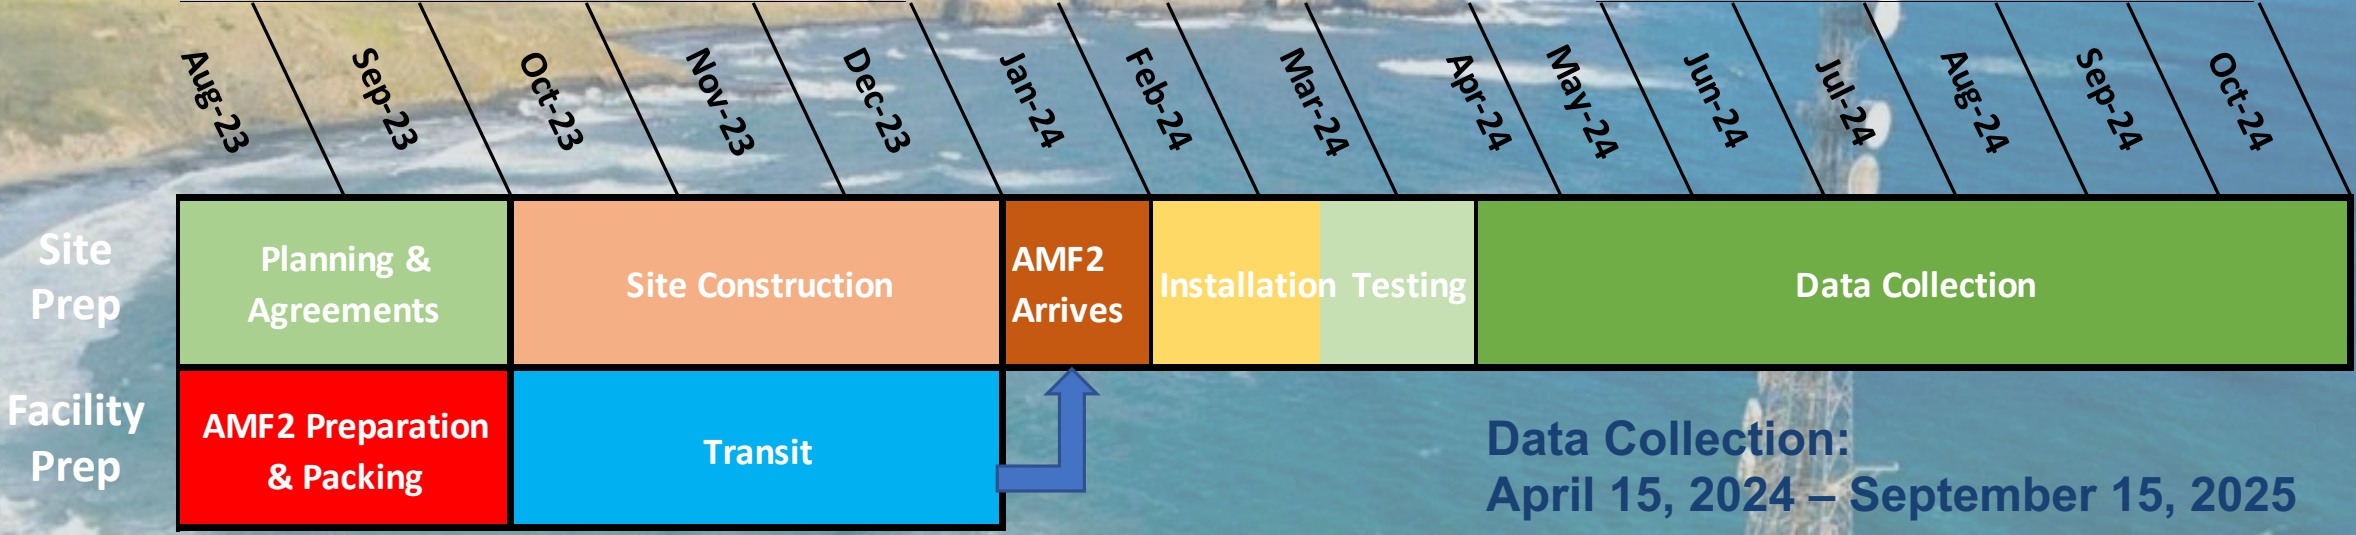 Aug-23
Sep-23
Oct-23
Nov-23
Dec-23
Jan-24
Feb-24
Mar-24
Apr-24
May-24
Jun-24
Jul-24
Aug-24
Sep-24
Oct-24
Site
Prep
Planning &
Agreements
Site Construction
AMF2
Arrives
Installation
Testing
Data Collection
Facility
Prep
AMF2 Preparation
& Packing
Transit
Data Collection:
April 15, 2024 – September 15, 2025